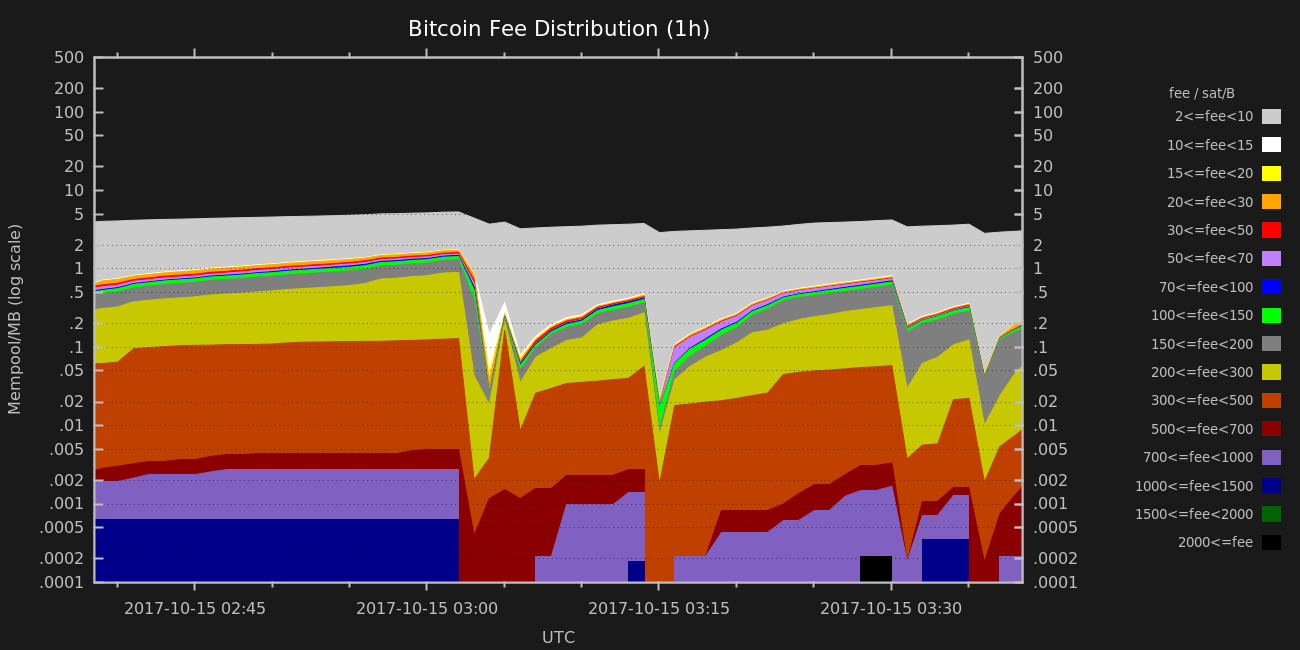 Bitcoin Fee Distribution (1h)
500
200
100
50
20
10
5
2
1
.5
.2
.1
.05
.02
.01
.005
.002
.001
.0005
.0002
.0001
Mempool/MB (log scale)
500
200
100
50
20
10
5
2
1
.5
.2
.1
.05
.02
.01
.005
.002
.001
.0005
.0002
.0001
fee / sat/B
2<=fee<10
10<=fee<15
15<=fee<20
20<=fee<30
30<=fee<50
50<=fee<70
70<=fee<100
100<=fee<150
150<=fee<200
200<=fee<300
300<=fee<500
500<=fee<700
700<=fee<1000
1000<=fee<1500
1500<=fee<2000
2000<=fee
2017-10-15 02:45 2017-10-15 03:00 2017-10-15 03:15 2017-10-15 03:30
UTC